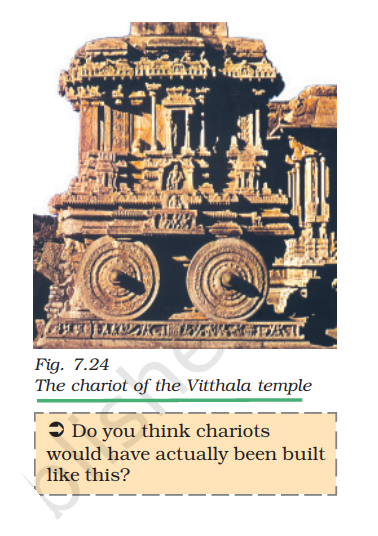 Fig. 7.24
The chariot of the Vitthala temple
➲ Do you think chariots
would have actually been built
like this?
blishe